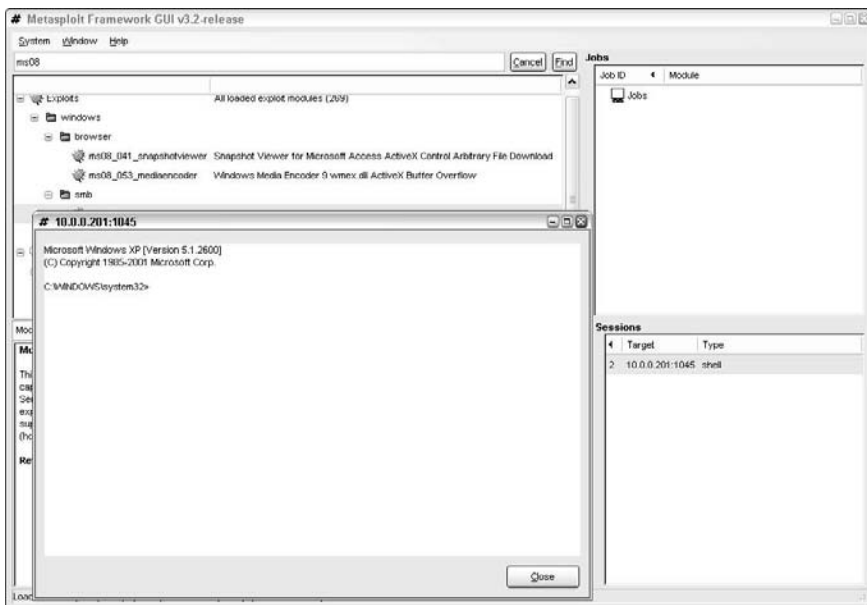 # Metasploit Framework GUI v3.2-release
System Window Help
ms08
Cancel Find
Exploits All loaded exploit modules (269)
windows
browser
ms08_041_snapshotviewer Snapshot Viewer for Microsoft Access ActiveX Control Arbitrary File Download
ms08_053_mediaencoder Windows Media Encoder 9 wmex.dll ActiveX Buffer Overflow
smb
# 10.0.0.201:1045
Microsoft Windows XP [Version 5.1.2600]
(C) Copyright 1985-2001 Microsoft Corp.
C:\WINDOWS\system32>
Close
Jobs
Job ID Module
Jobs
Sessions
Target Type
2 10.0.0.201:1045 shell